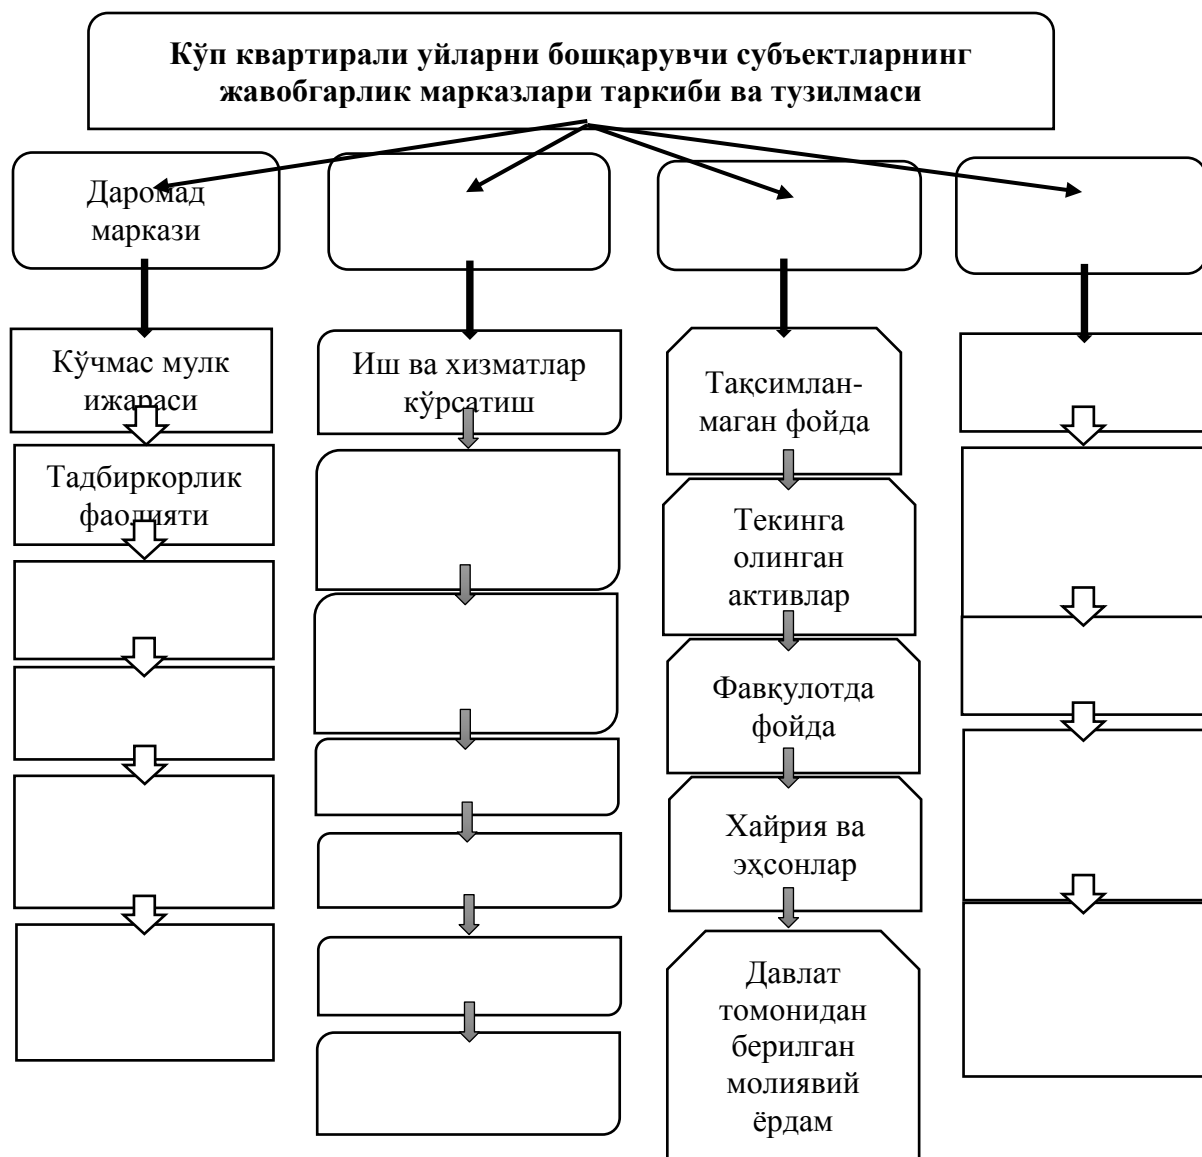 Кўп квартирали уйларни бошқарувчи субъектларнинг
жавобгарлик марказлари таркиби ва тузилмаси
Даромад
маркази
Кўчмас мулк
ижараси
Тадбиркорлик
фаолияти
Иш ва хизматлар
кўрсатиш
Тақсимлан-
маган фойда
Текинга
олинган
активлар
Фавқулотда
фойда
Хайрия ва
эҳсонлар
Давлат
томонидан
берилган
молиявий
ёрдам